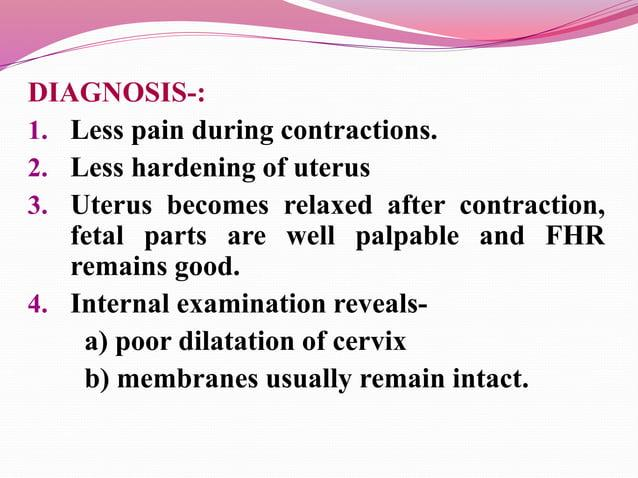 DIAGNOSIS-:
1. Less pain during contractions.
2. Less hardening of uterus
3. Uterus becomes relaxed after contraction,
fetal parts are well palpable and FHR
remains good.
4. Internal examination reveals-
a) poor dilatation of cervix
b) membranes usually remain intact.